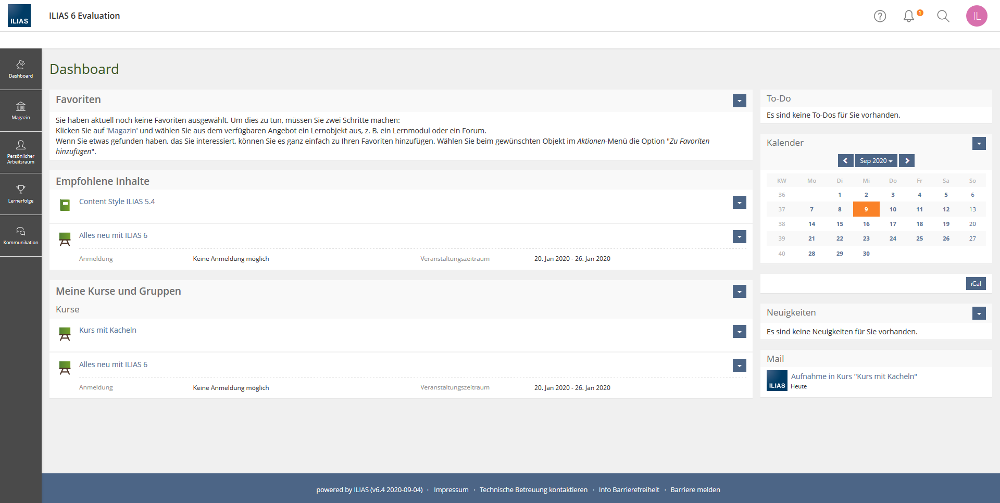 ILIAS
ILIAS 6 Evaluation
1
IL
Dashboard
Magazin
Persönlicher
Arbeitsraum
Lernerfolge
Kommunikation
Dashboard
Favoriten
Sie haben aktuell noch keine Favoriten ausgewählt. Um dies zu tun, müssen Sie zwei Schritte machen:
Klicken Sie auf 'Magazin' und wählen Sie aus dem verfügbaren Angebot ein Lernobjekt aus, z. B. ein Lernmodul oder ein Forum.
Wenn Sie etwas gefunden haben, das Sie interessiert, können Sie es ganz einfach zu Ihren Favoriten hinzufügen. Wählen Sie beim gewünschten Objekt im Aktionen-Menü die Option "Zu Favoriten
hinzufügen".
Empfohlene Inhalte
Content Style ILIAS 5.4
Alles neu mit ILIAS 6
Anmeldung Keine Anmeldung möglich Veranstaltungszeitraum 20. Jan 2020 - 26. Jan 2020
Meine Kurse und Gruppen
Kurse
Kurs mit Kacheln
Alles neu mit ILIAS 6
Anmeldung Keine Anmeldung möglich Veranstaltungszeitraum 20. Jan 2020 - 26. Jan 2020
To-Do
Es sind keine To-Dos für Sie vorhanden.
Kalender
Sep 2020
KW Mo Di Mi Do Fr Sa So
36 1 2 3 4 5 6
37 7 8 9 10 11 12 13
38 14 15 16 17 18 19 20
39 21 22 23 24 25 26 27
40 28 29 30
iCal
Neuigkeiten
Es sind keine Neuigkeiten für Sie vorhanden.
Mail
ILIAS
Aufnahme in Kurs "Kurs mit Kacheln"
Heute
powered by ILIAS (v6.4 2020-09-04) · Impressum · Technische Betreuung kontaktieren · Info Barrierefreiheit · Barriere melden